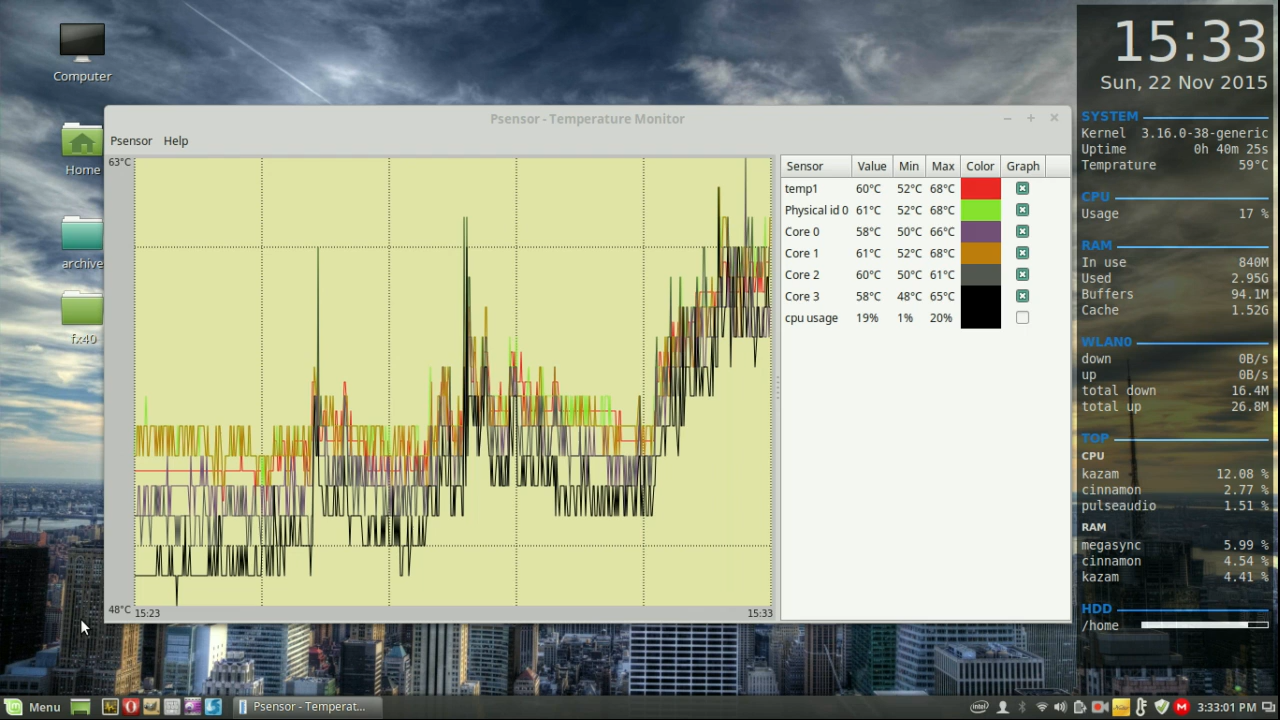 Computer
Home
archive
fx40
Psensor - Temperature Monitor
Psensor Help
63°C
48°C
15:23 15:33
Sensor Value Min Max Color Graph
temp1 60°C 52°C 68°C
Physical id 0 61°C 52°C 68°C
Core 0 58°C 50°C 66°C
Core 1 61°C 52°C 68°C
Core 2 60°C 50°C 61°C
Core 3 58°C 48°C 65°C
cpu usage 19% 1% 20%
15:33
Sun, 22 Nov 2015
SYSTEM
Kernel 3.16.0-38-generic
Uptime 0h 40m 25s
Temprature 59°C
CPU
Usage 17 %
RAM
In use 840M
Used 2.95G
Buffers 94.1M
Cache 1.52G
WLAN0
down 0B/s
up 0B/s
total down 16.4M
total up 26.8M
TOP
CPU
kazam 12.08 %
cinnamon 2.77 %
pulseaudio 1.51 %
RAM
megasync 5.99 %
cinnamon 4.54 %
kazam 4.41 %
HDD
/home
Menu
Psensor - Temperat...
intel
3:33:01 PM